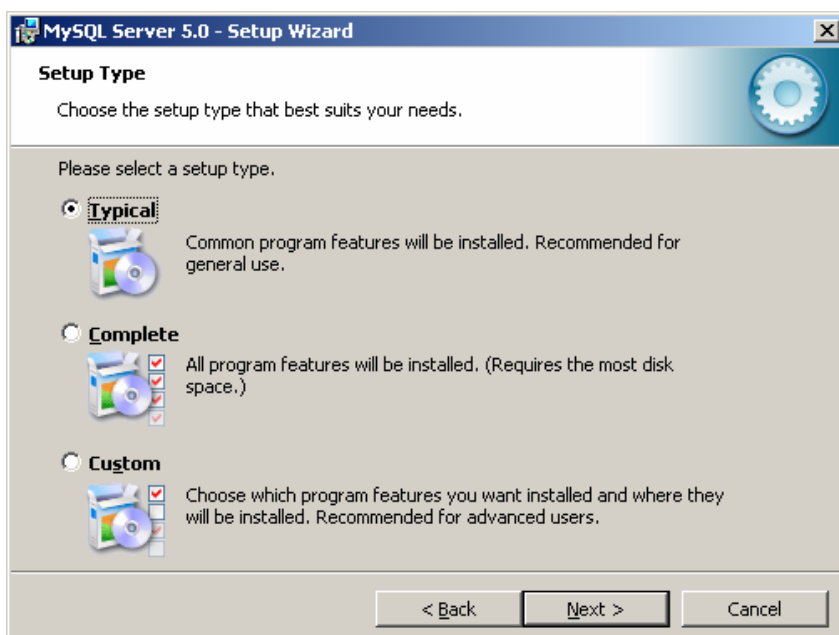 MySQL Server 5.0 - Setup Wizard
Setup Type
Choose the setup type that best suits your needs.
Please select a setup type.
Typical
Common program features will be installed. Recommended for
general use.
Complete
All program features will be installed. (Requires the most disk
space.)
Custom
Choose which program features you want installed and where they
will be installed. Recommended for advanced users.
< Back Next > Cancel